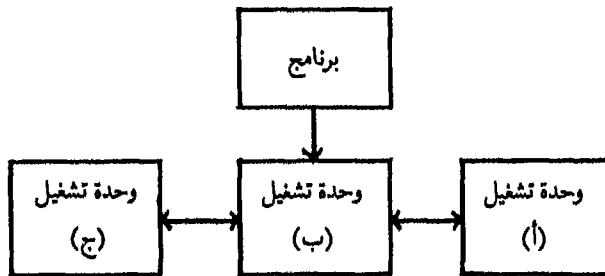 برنامج
وحدة تشغيل
(أ)
وحدة تشغيل
(ب)
وحدة تشغيل
(ج)